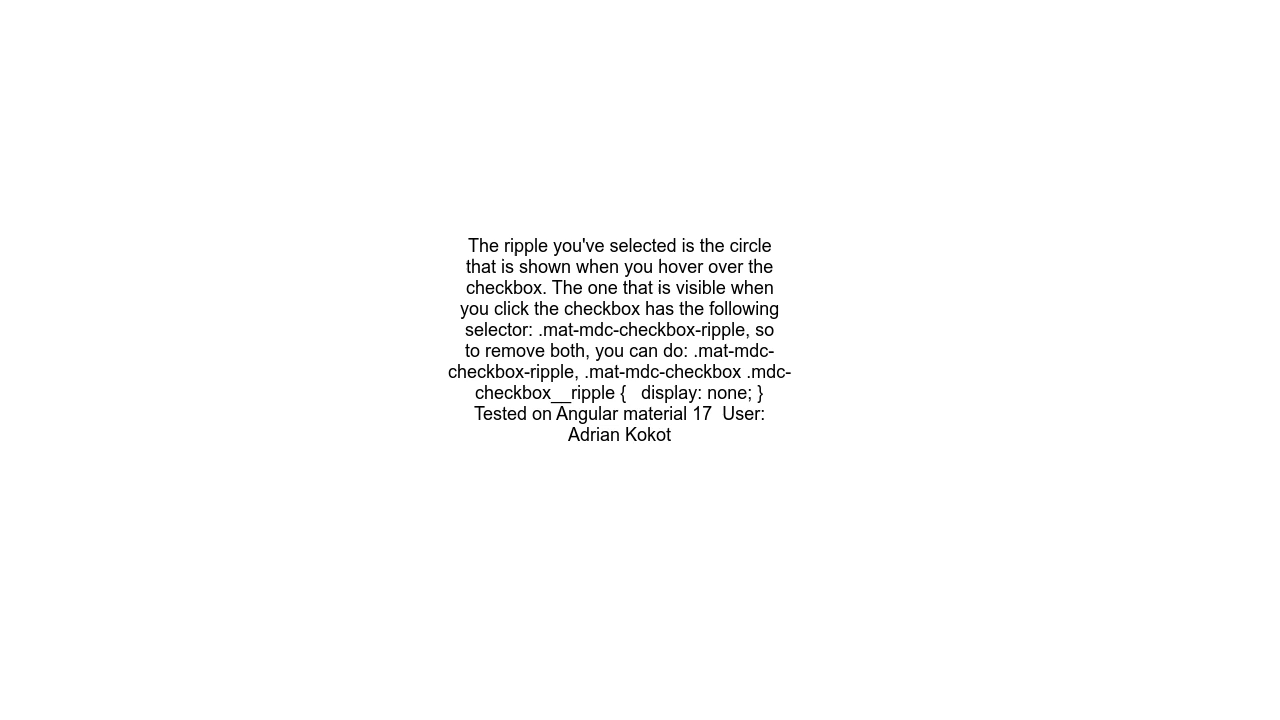 The ripple you've selected is the circle
that is shown when you hover over the
checkbox. The one that is visible when
you click the checkbox has the following
selector: .mat-mdc-checkbox-ripple, so
to remove both, you can do: .mat-mdc-
checkbox-ripple, .mat-mdc-checkbox .mdc-
checkbox__ripple {   display: none; }
Tested on Angular material 17  User:
Adrian Kokot